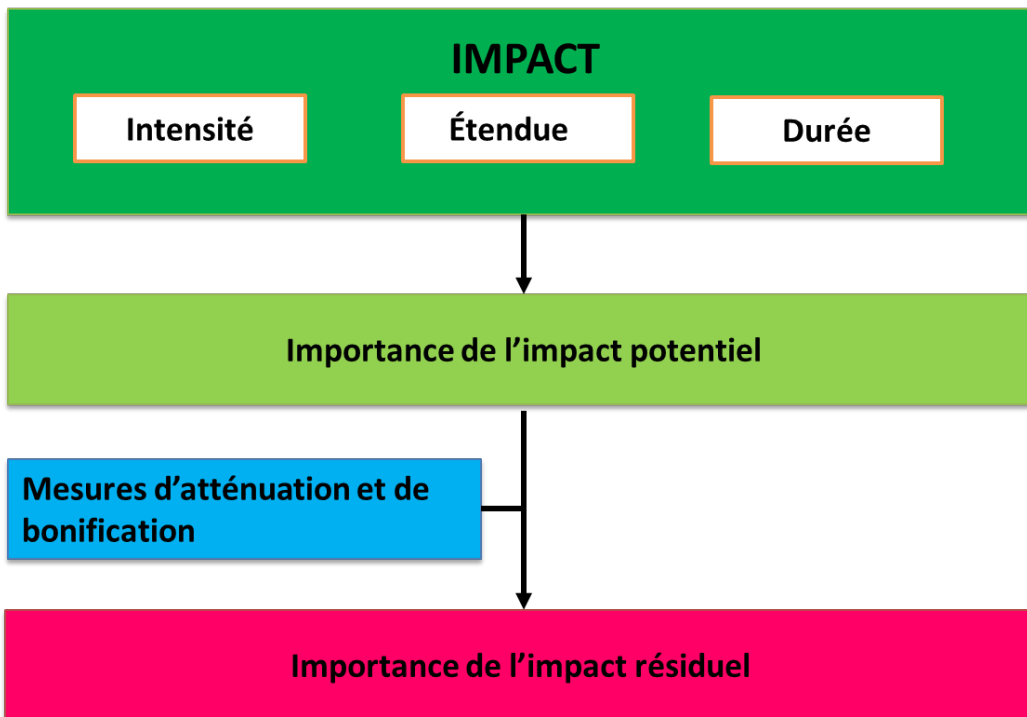 IMPACT
Intensité
Étendue
Durée
Importance de l’impact potentiel
Mesures d’atténuation et de
bonification
Importance de l’impact résiduel